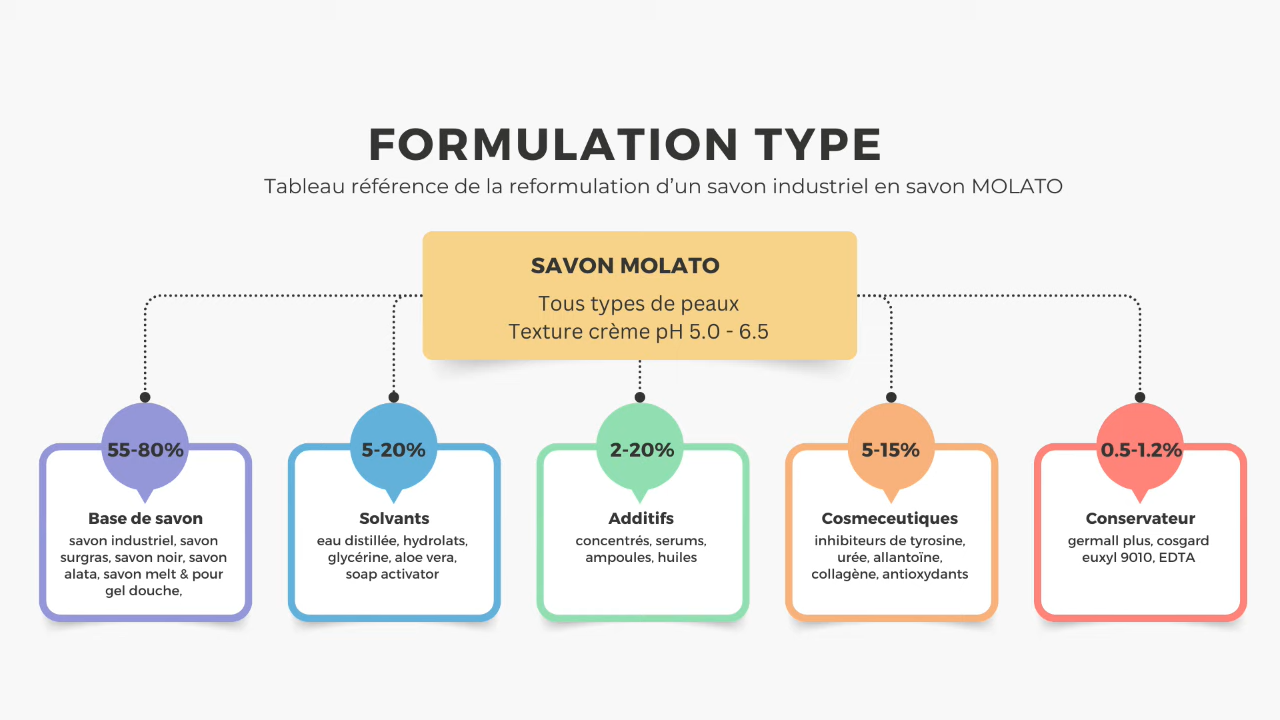 FORMULATION TYPE
Tableau référence de la reformulation d'un savon industriel en savon MOLATO
SAVON MOLATO
Tous types de peaux
Texture crème pH 5.0 - 6.5
55-80%
Base de savon
savon industriel, savon
surgras, savon noir, savon
alata, savon melt & pour
gel douche,
5-20%
Solvants
eau distillée, hydrolats,
glycérine, aloe vera,
soap activator
2-20%
Additifs
concentrés, serums,
ampoules, huiles
5-15%
Cosmeceutiques
inhibiteurs de tyrosine,
urée, allantoïne,
collagène, antioxydants
0.5-1.2%
Conservateur
germall plus, cosgard
euxyl 9010, EDTA